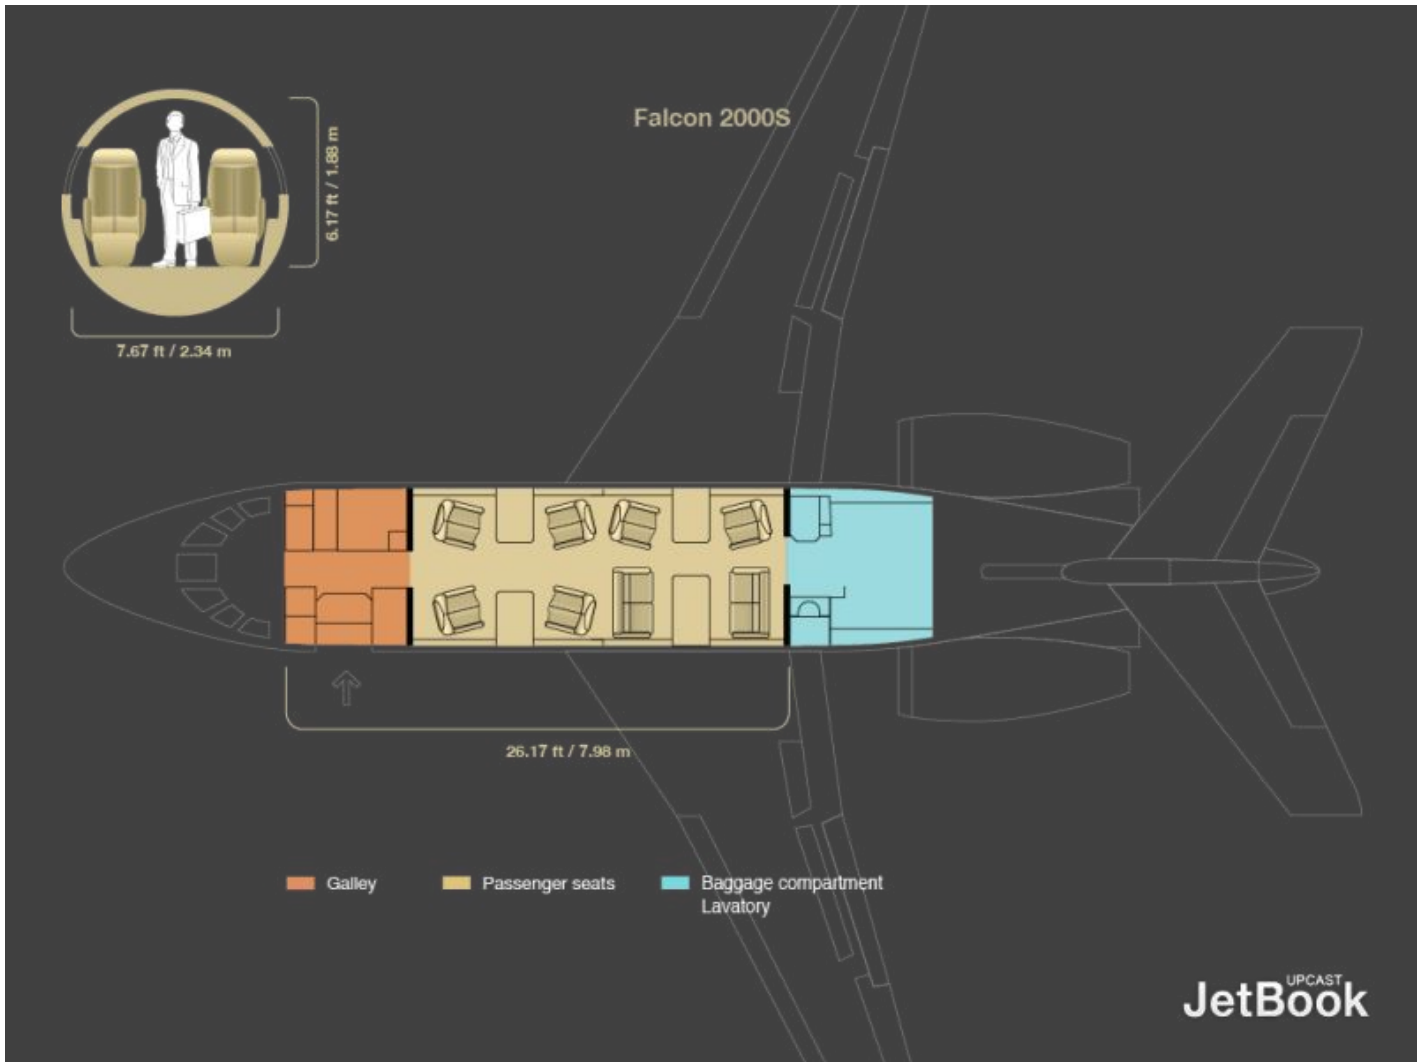 Falcon 2000S
6.17 ft / 1.88 m
7.67 ft / 2.34 m
26.17 ft / 7.98 m
Galley
Passenger seats
Baggage compartment
Lavatory
UPCAST
JetBook